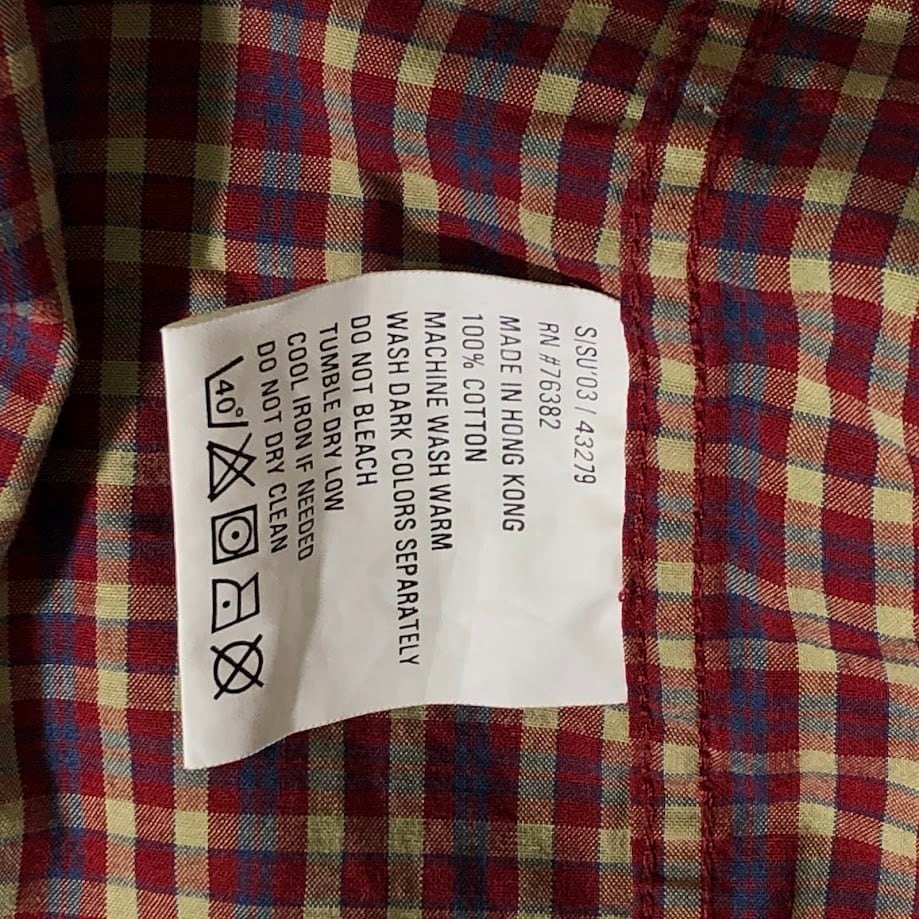 S/SU'03 / 43279
RN #76382
MADE IN HONG KONG
100% COTTON
MACHINE WASH WARM
WASH DARK COLORS SEPARATELY
DO NOT BLEACH
TUMBLE DRY LOW
COOL IRON IF NEEDED
DO NOT DRY CLEAN
40°